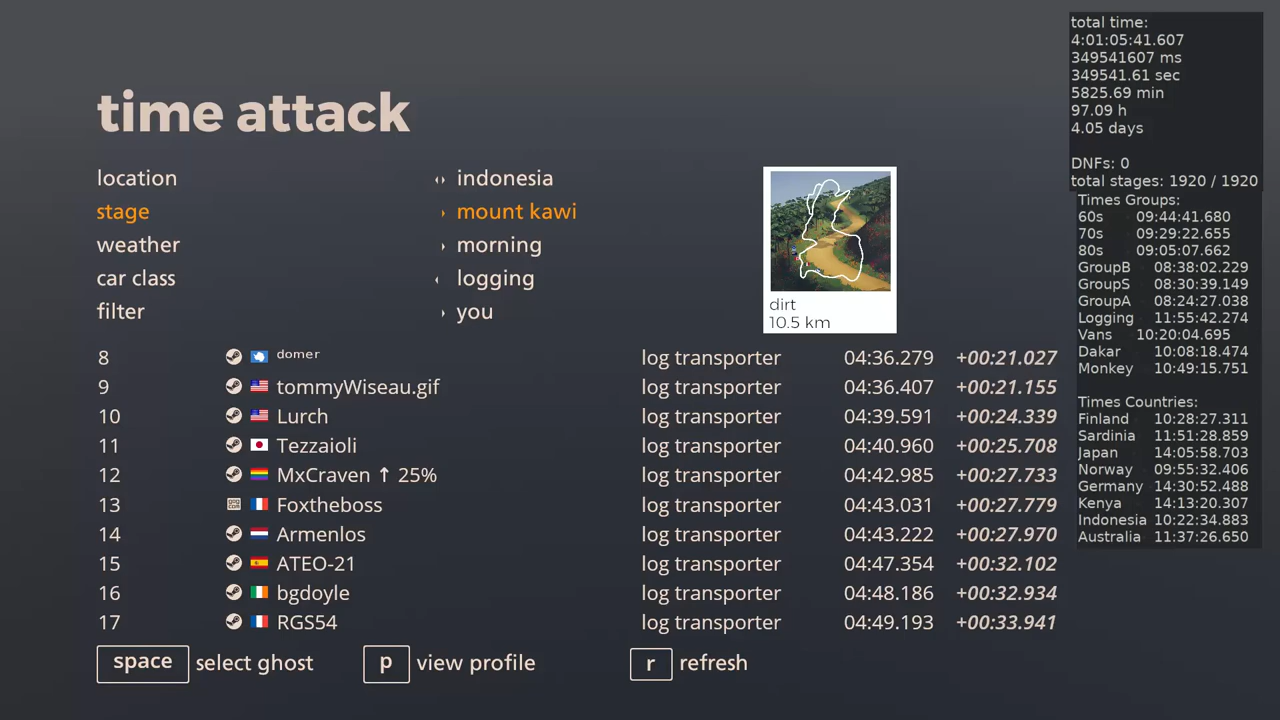 time attack
location indonesia
stage mount kawi
weather morning
car class logging
filter you
dirt
10.5 km
8 domer log transporter 04:36.279 +00:21.027
9 tommyWiseau.gif log transporter 04:36.407 +00:21.155
10 Lurch log transporter 04:39.591 +00:24.339
11 Tezzaioli log transporter 04:40.960 +00:25.708
12 MxCraven ↑ 25% log transporter 04:42.985 +00:27.733
13 Foxtheboss log transporter 04:43.031 +00:27.779
14 Armenlos log transporter 04:43.222 +00:27.970
15 ATEO-21 log transporter 04:47.354 +00:32.102
16 bgdoyle log transporter 04:48.186 +00:32.934
17 RGS54 log transporter 04:49.193 +00:33.941
space select ghost p view profile r refresh
total time:
4:01:05:41.607
349541607 ms
349541.61 sec
5825.69 min
97.09 h
4.05 days
DNFs: 0
total stages: 1920 / 1920
Times Groups:
60s 09:44:41.680
70s 09:29:22.655
80s 09:05:07.662
GroupB 08:38:02.229
GroupS 08:30:39.149
GroupA 08:24:27.038
Logging 11:55:42.274
Vans 10:20:04.695
Dakar 10:08:18.474
Monkey 10:49:15.751
Times Countries:
Finland 10:28:27.311
Sardinia 11:51:28.859
Japan 14:05:58.703
Norway 09:55:32.406
Germany 14:30:52.488
Kenya 14:13:20.307
Indonesia 10:22:34.883
Australia 11:37:26.650